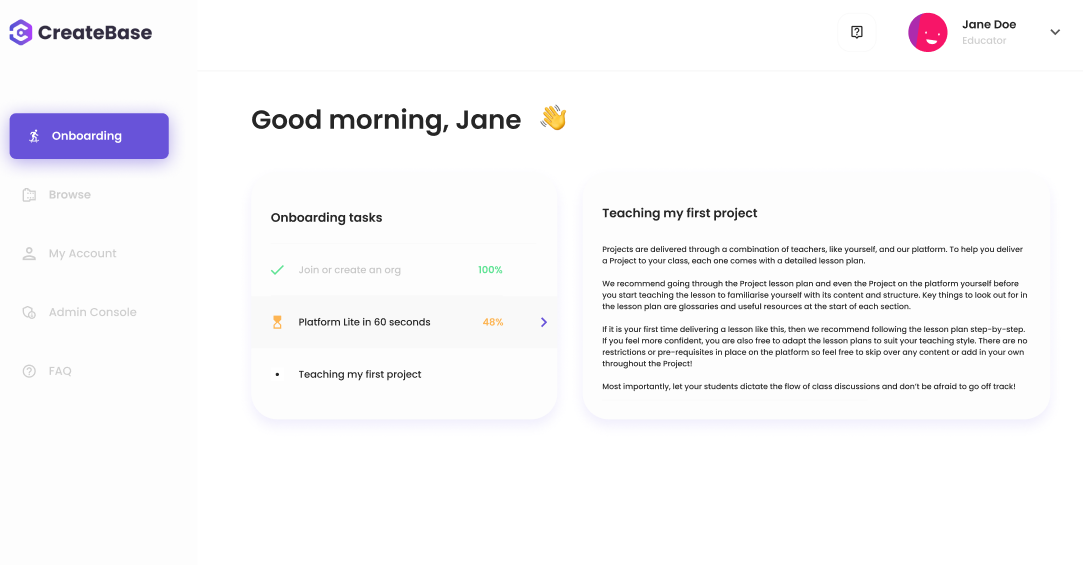 CreateBase
Jane Doe
Educator
Onboarding
Browse
My Account
Admin Console
FAQ
Good morning, Jane
Onboarding tasks
Join or create an org 100%
Platform Lite in 60 seconds 48%
Teaching my first project
Teaching my first project
Projects are delivered through a combination of teachers, like yourself, and our platform. To help you deliver
a Project to your class, each one comes with a detailed lesson plan.
We recommend going through the Project lesson plan and even the Project on the platform yourself before
you start teaching the lesson to familiarise yourself with its content and structure. Key things to look out for in
the lesson plan are glossaries and useful resources at the start of each section.
If it is your first time delivering a lesson like this, then we recommend following the lesson plan step-by-step.
If you feel more confident, you are also free to adapt the lesson plans to suit your teaching style. There are no
restrictions or pre-requisites in place on the platform so feel free to skip over any content or add in your own
throughout the Project!
Most importantly, let your students dictate the flow of class discussions and don't be afraid to go off track!